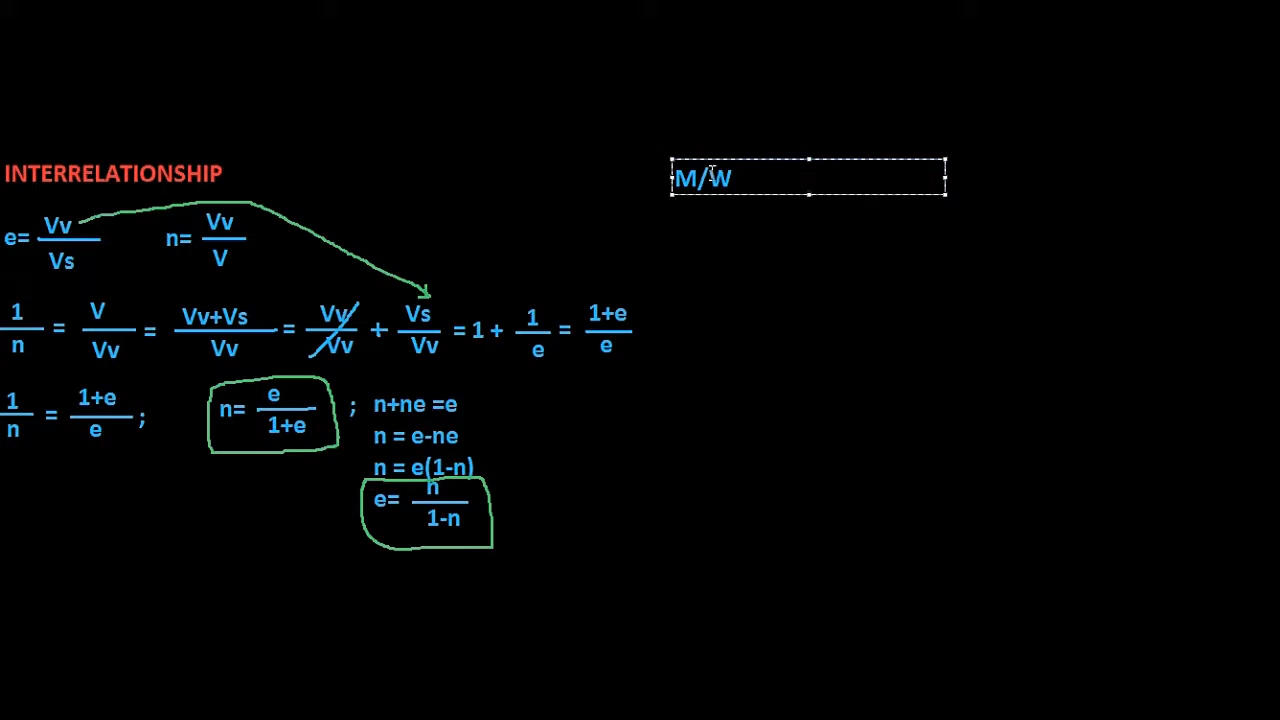 INTERRELATIONSHIP
M/W
e= Vv/Vs n= Vv/V
1/n = V/Vv = Vv+Vs/Vv = Vv/Vv + Vs/Vv = 1 + 1/e = 1+e/e
1/n = 1+e/e ; n= e/1+e ; n+ne =e
n = e-ne
n = e(1-n)
e= n/1-n